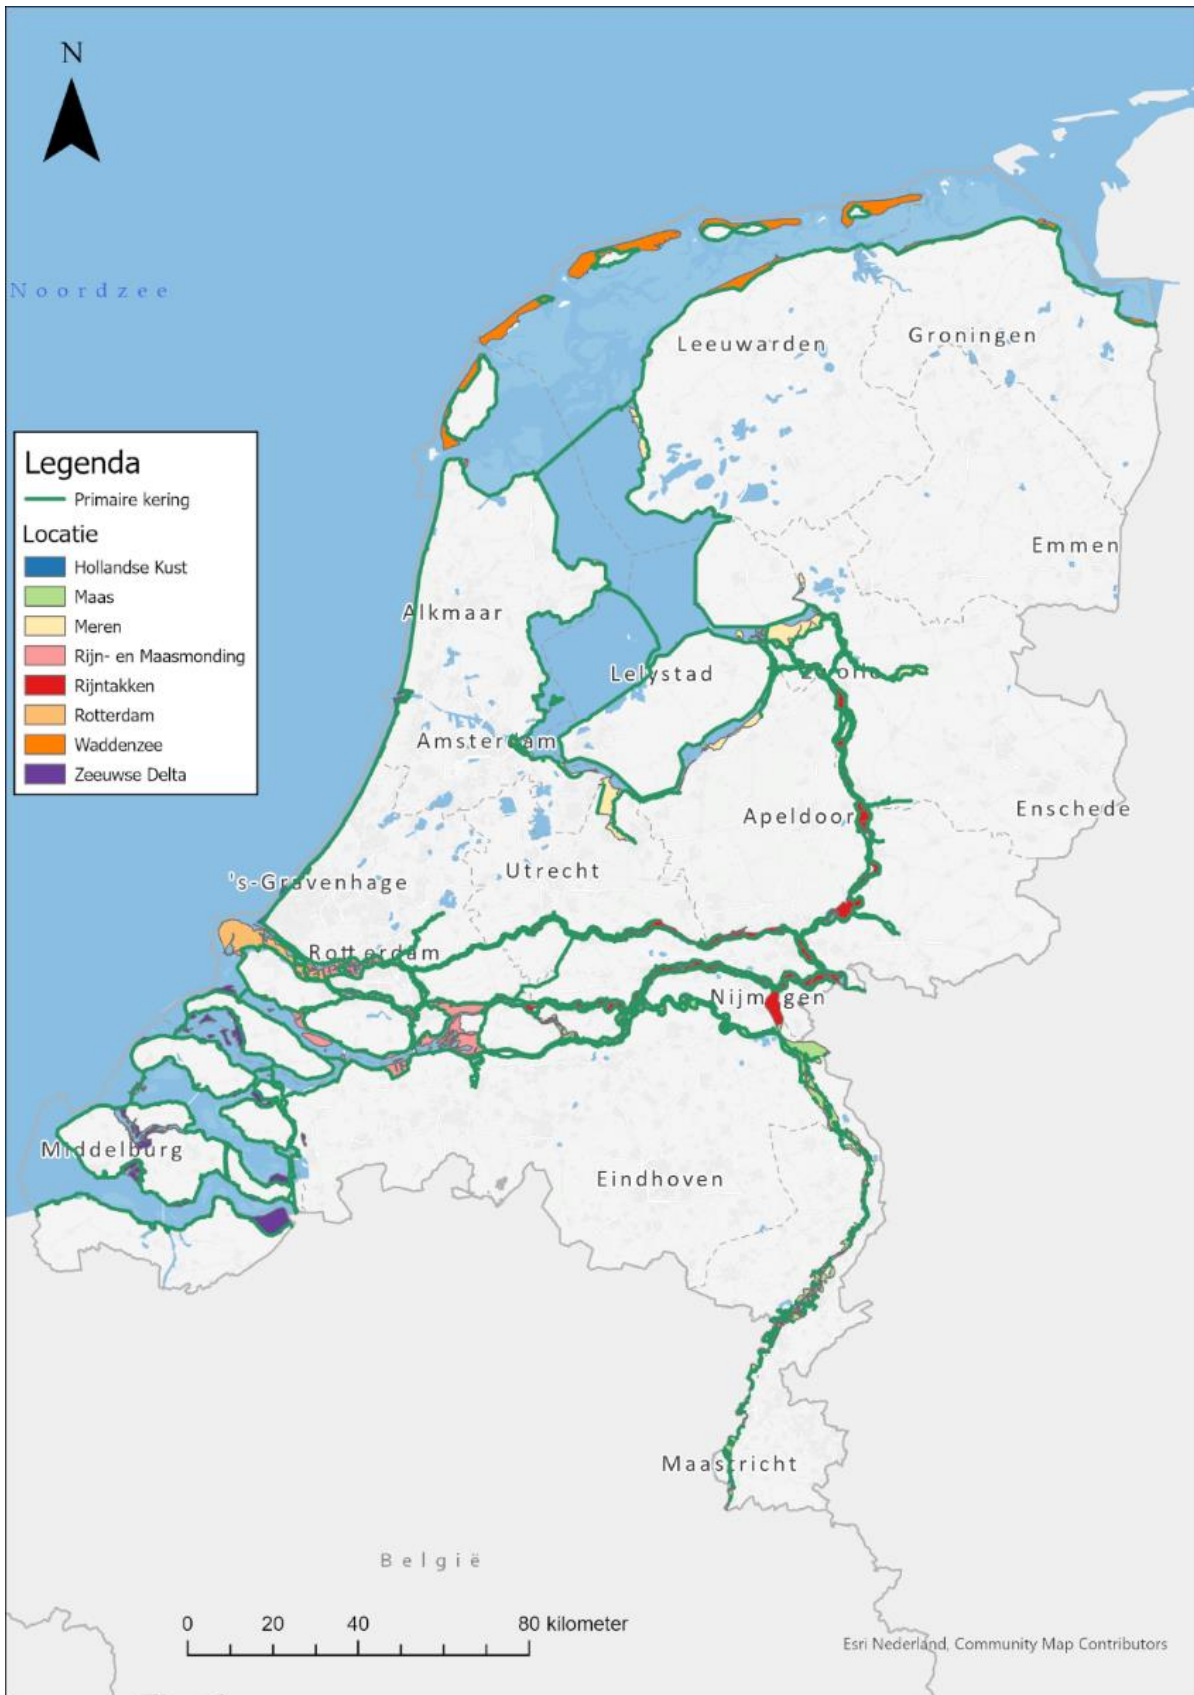 N
Noordzee
Leeuwarden
Groningen
Legenda
Primaire kering
Locatie
Hollandse Kust
Maas
Meren
Rijn- en Maasmonding
Rijntakken
Rotterdam
Waddenzee
Zeeuwse Delta
Emmen
Alkmaar
Lelystad
Zwolle
Amsterdam
Apeldoor
Enschede
Utrecht
's-Gravenhage
Rotterdam
Nijmegen
Middelburg
Eindhoven
Maastricht
België
0 20 40 80 kilometer
Esri Nederland, Community Map Contributors